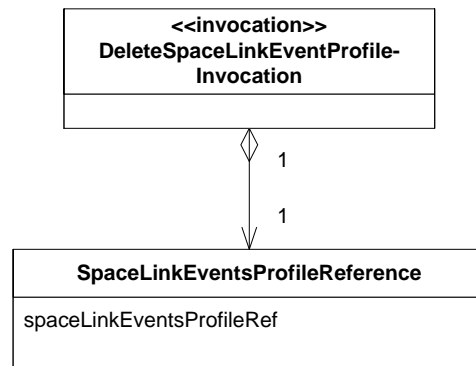 <<invocation>>
DeleteSpaceLinkEventProfile-
Invocation
1
1
SpaceLinkEventsProfileReference
spaceLinkEventsProfileRef